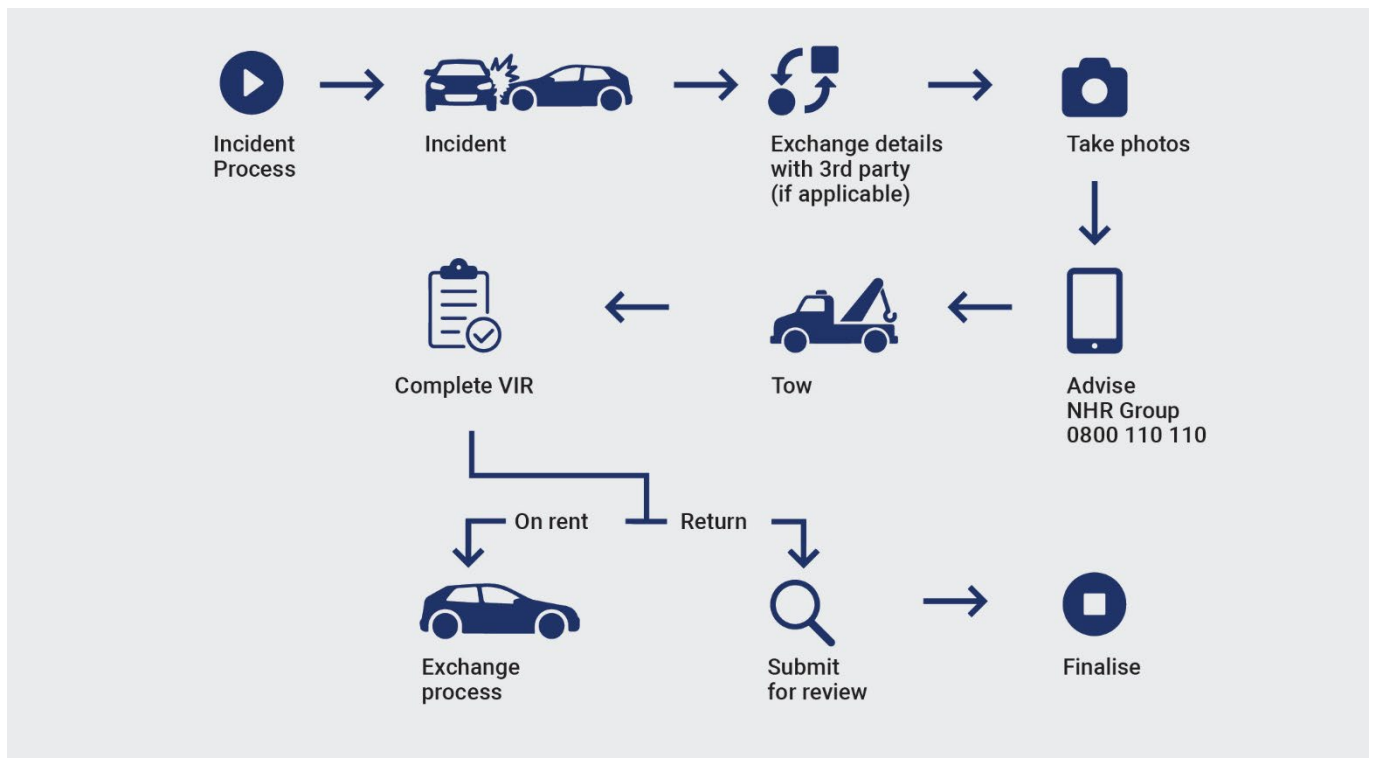 Incident
Process
Incident
Exchange details
with 3rd party
(if applicable)
Take photos
Advise
NHR Group
0800 110 110
Tow
Complete VIR
On rent
Return
Exchange
process
Submit
for review
Finalise